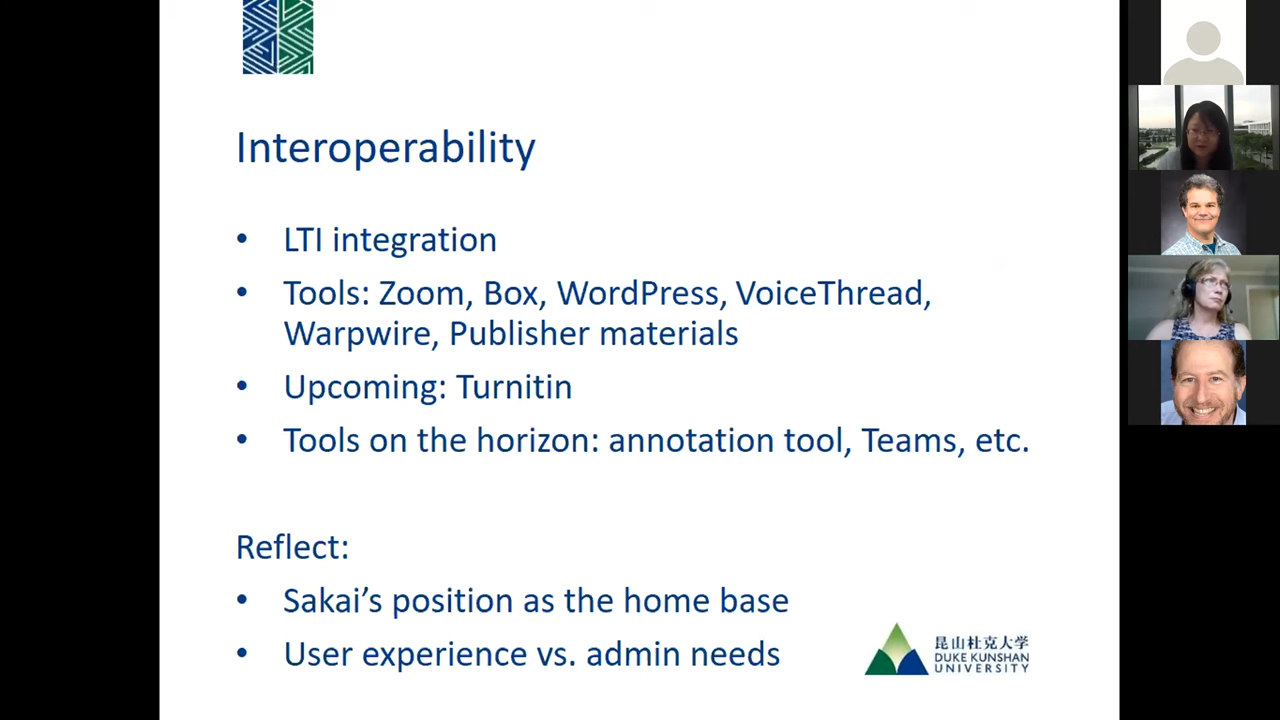 Interoperability
• LTI integration
• Tools: Zoom, Box, WordPress, VoiceThread,
Warpwire, Publisher materials
• Upcoming: Turnitin
• Tools on the horizon: annotation tool, Teams, etc.
Reflect:
• Sakai’s position as the home base
• User experience vs. admin needs
昆山杜克大学
DUKE KUNSHAN
UNIVERSITY